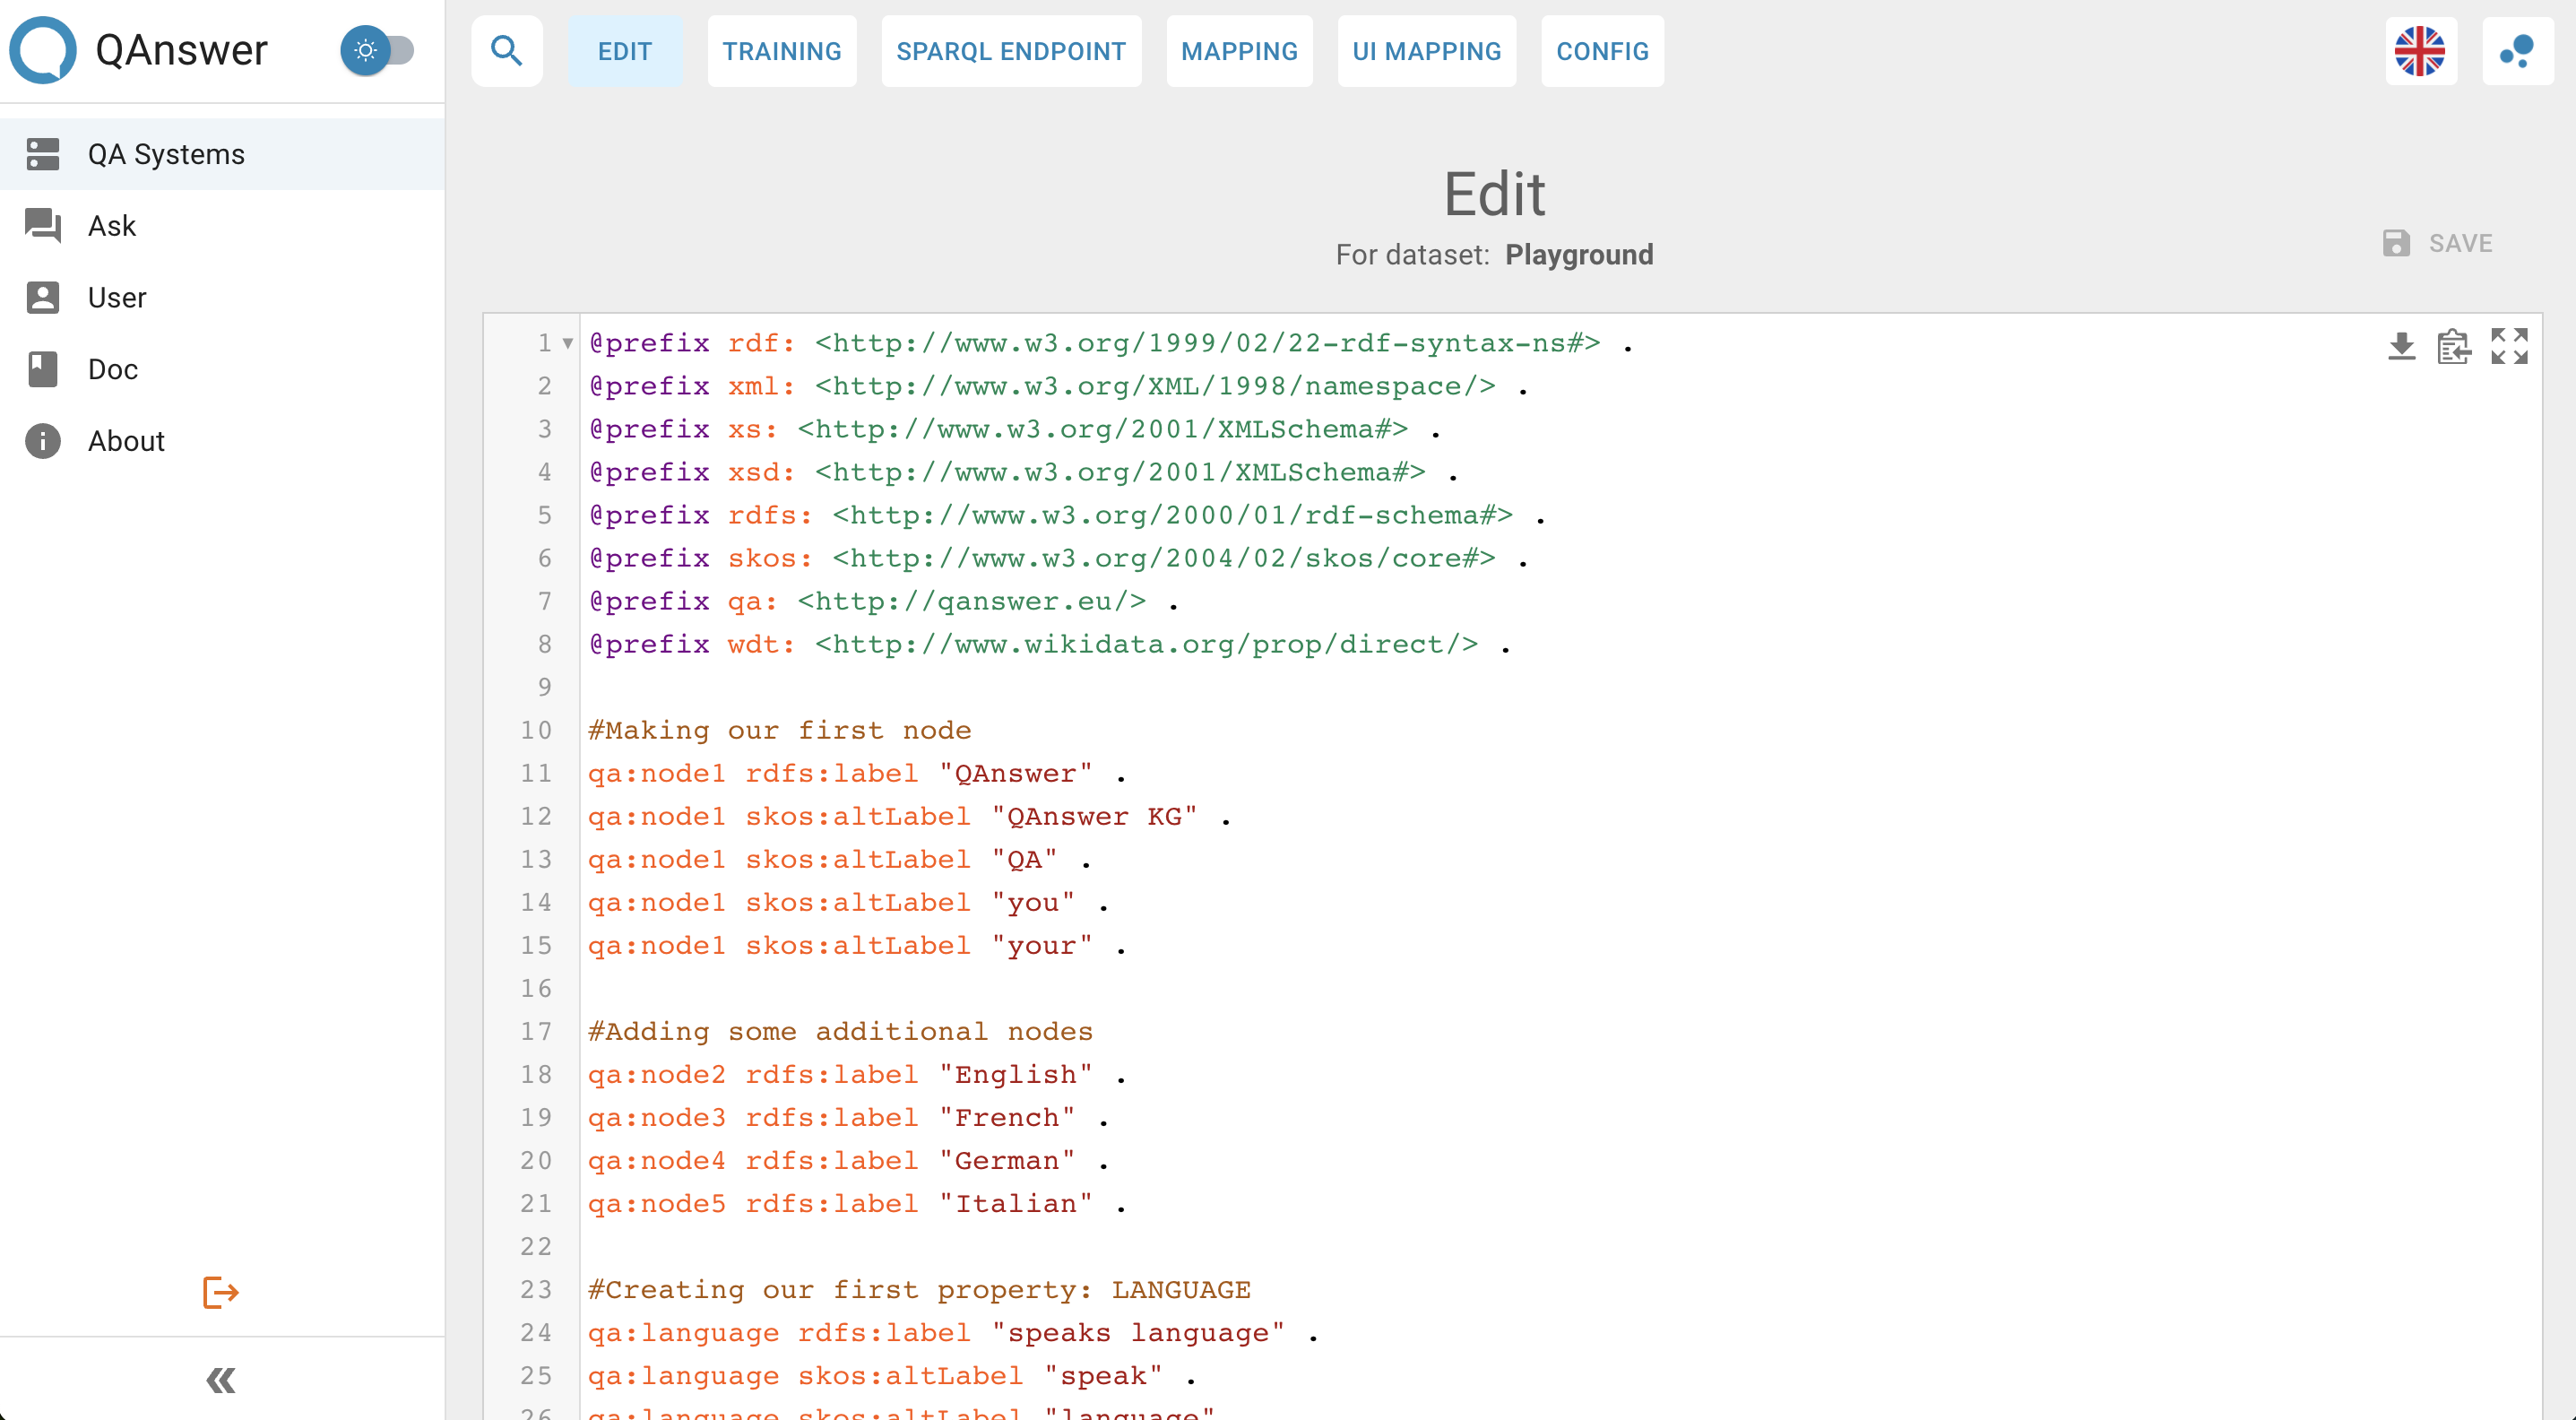 QAnswer
QA Systems
Ask
User
Doc
About
EDIT TRAINING SPARQL ENDPOINT MAPPING UI MAPPING CONFIG
Edit
For dataset: Playground
SAVE
1 @prefix rdf: <http://www.w3.org/1999/02/22-rdf-syntax-ns#> .
2 @prefix xml: <http://www.w3.org/XML/1998/namespace/> .
3 @prefix xs: <http://www.w3.org/2001/XMLSchema#> .
4 @prefix xsd: <http://www.w3.org/2001/XMLSchema#> .
5 @prefix rdfs: <http://www.w3.org/2000/01/rdf-schema#> .
6 @prefix skos: <http://www.w3.org/2004/02/skos/core#> .
7 @prefix qa: <http://qanswer.eu/> .
8 @prefix wdt: <http://www.wikidata.org/prop/direct/> .
9
10 #Making our first node
11 qa:node1 rdfs:label "QAnswer" .
12 qa:node1 skos:altLabel "QAnswer KG" .
13 qa:node1 skos:altLabel "QA" .
14 qa:node1 skos:altLabel "you" .
15 qa:node1 skos:altLabel "your" .
16
17 #Adding some additional nodes
18 qa:node2 rdfs:label "English" .
19 qa:node3 rdfs:label "French" .
20 qa:node4 rdfs:label "German" .
21 qa:node5 rdfs:label "Italian" .
22
23 #Creating our first property: LANGUAGE
24 qa:language rdfs:label "speaks language" .
25 qa:language skos:altLabel "speak" .
26 qa:language skos:altLabel "language"